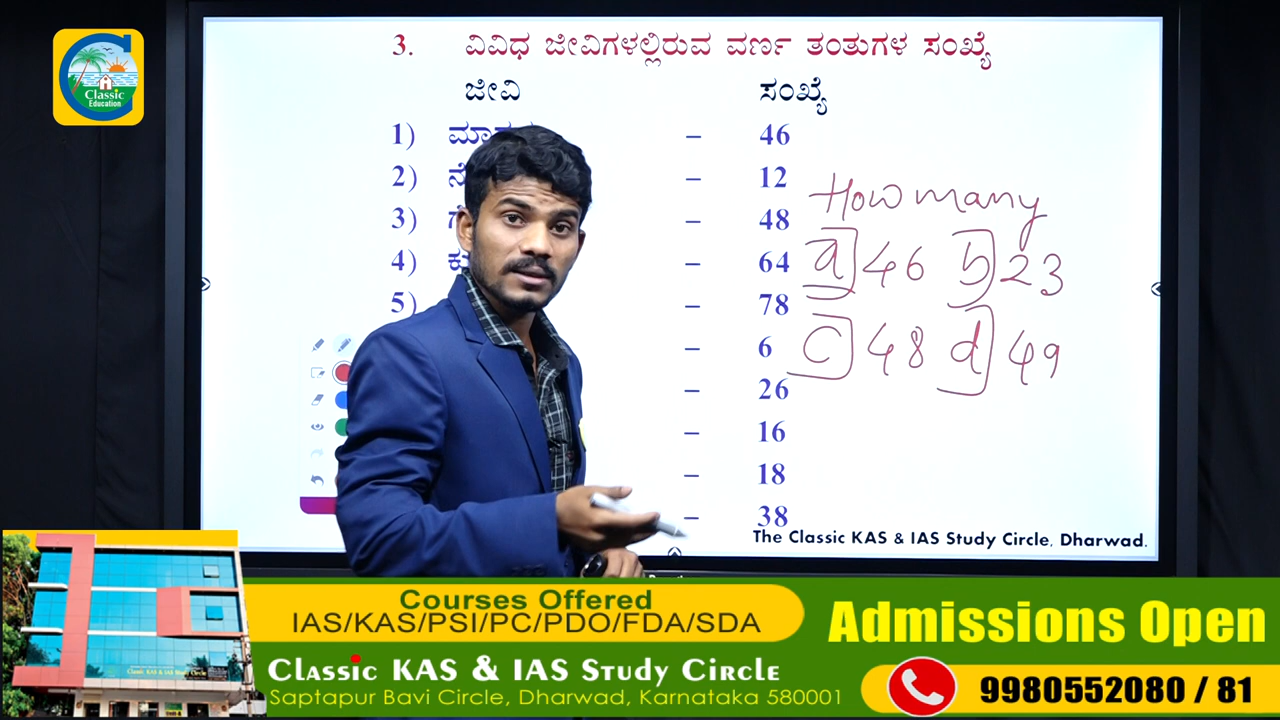 Classic
Education
3. ವಿವಿಧ ಜೀವಿಗಳಲ್ಲಿರುವ ವರ್ಣ ತಂತುಗಳ ಸಂಖ್ಯೆ
ಜೀವಿ ಸಂಖ್ಯೆ
1) – 46
2) – 12
3) – 48
4) – 64
5) 78
– 6
– 26
– 16
– 18
– 38
How many
a) 46 b) 23
c) 48 d) 49
The Classic KAS & IAS Study Circle, Dharwad.
Courses Offered
IAS/KAS/PSI/PC/PDO/FDA/SDA
Classic KAS & IAS Study Circle
Saptapur Bavi Circle, Dharwad, Karnataka 580001
Admissions Open
9980552080 / 81